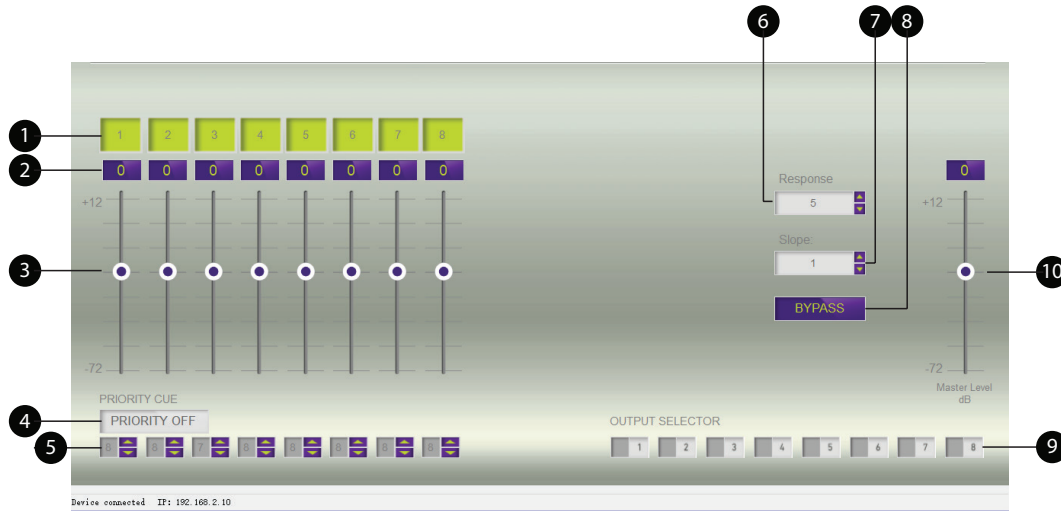 6 7 8
1 1 2 3 4 5 6 7 8
2 0 0 0 0 0 0 0 0 0
Response
+12 5 +12
Slope:
3 1 10
BYPASS
-72 -72
PRIORITY CUE Master Level
dB
4 PRIORITY OFF OUTPUT SELECTOR
5 7 1 2 3 4 5 6 7 8 9
Device connected IP: 192.168.2.10